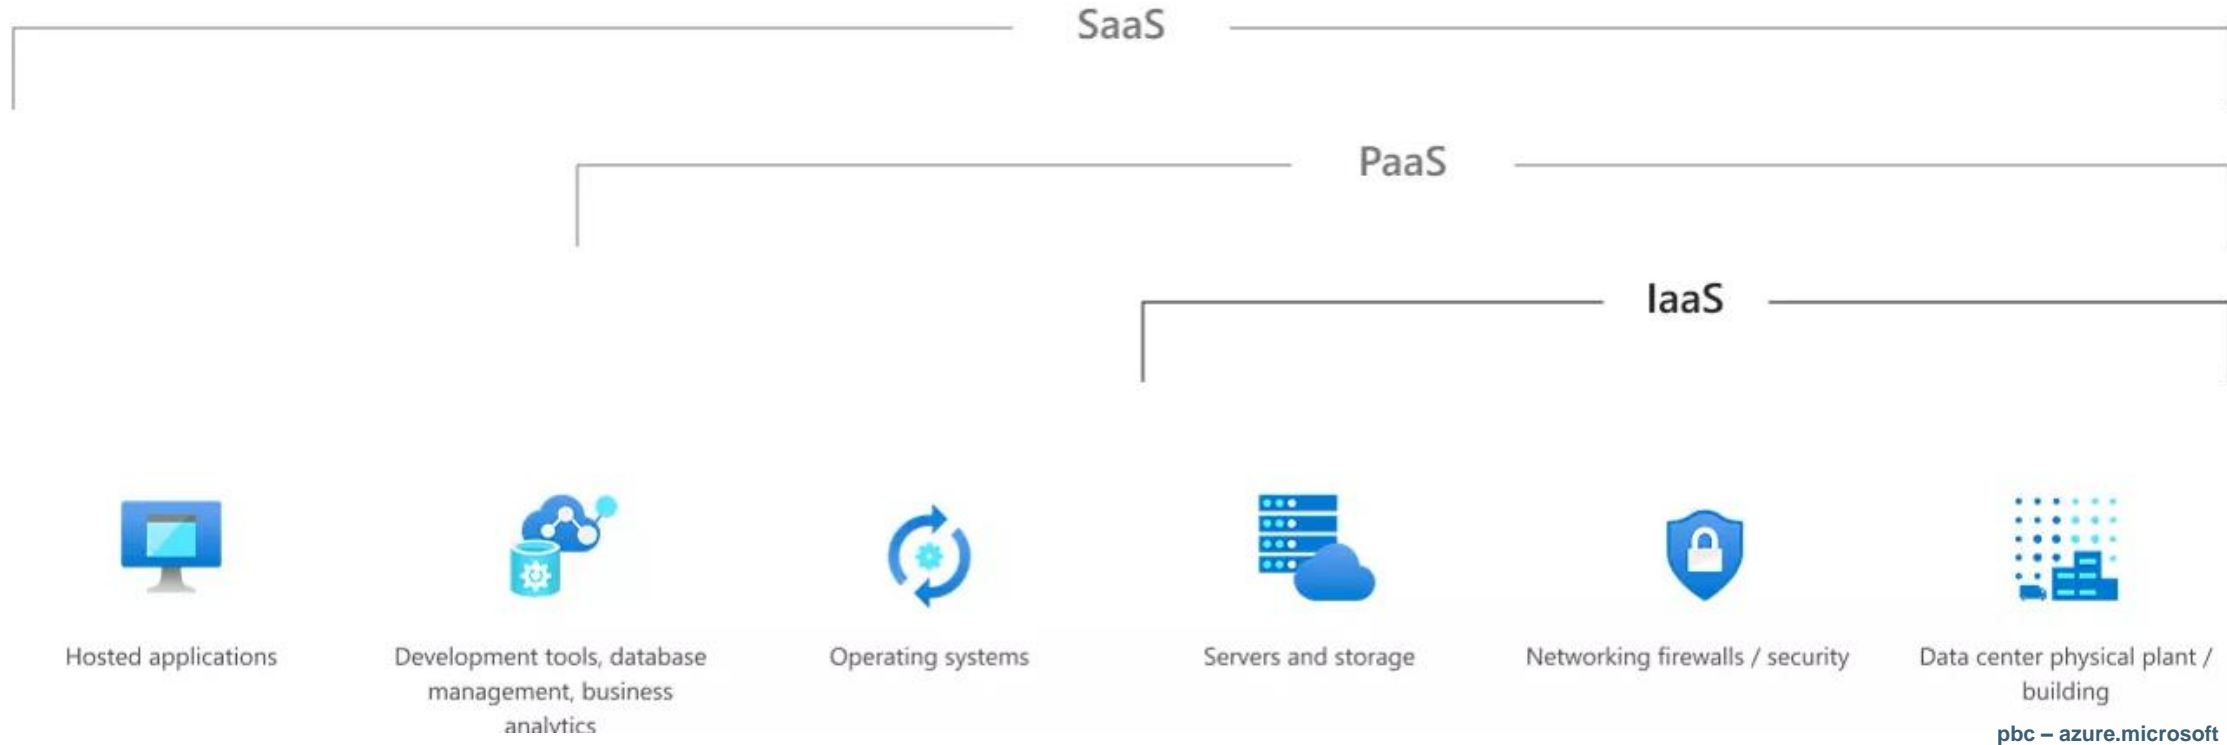 SaaS
PaaS
IaaS
Hosted applications
Development tools, database
management, business
analytics
Operating systems
Servers and storage
Networking firewalls / security
Data center physical plant /
building
pbc – azure.microsoft